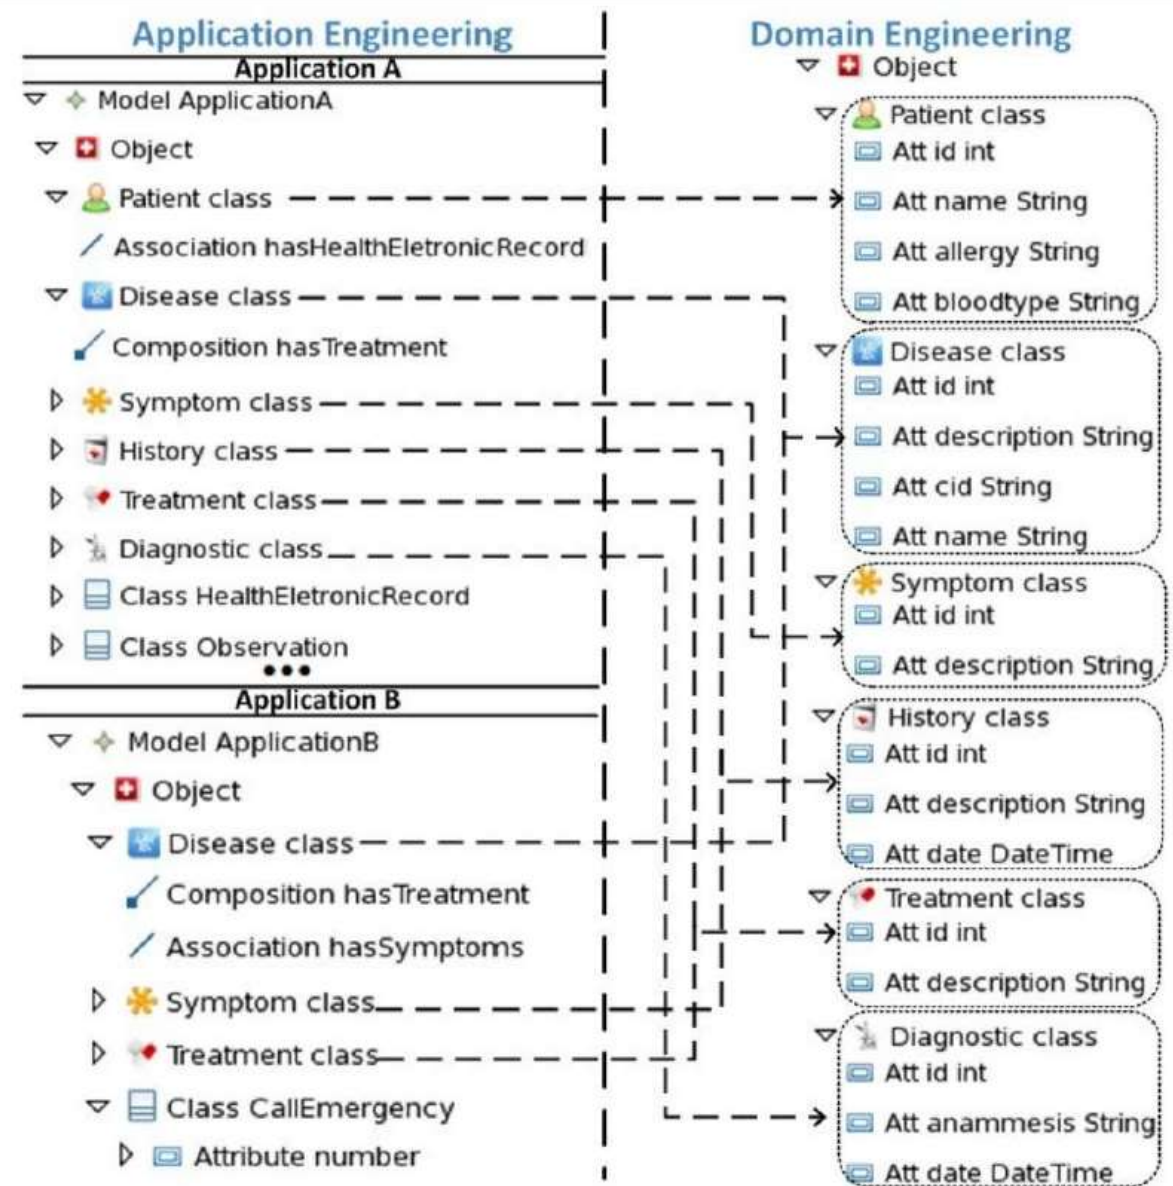 Application Engineering
Application A
Model ApplicationA
Object
Patient class
Association hasHealthEletronicRecord
Disease class
Composition hasTreatment
Symptom class
History class
Treatment class
Diagnostic class
Class HealthEletronicRecord
Class Observation
•••
Application B
Model ApplicationB
Object
Disease class
Composition hasTreatment
Association hasSymptoms
Symptom class
Treatment class
Class CallEmergency
Attribute number
Domain Engineering
Object
Patient class
Att id int
Att name String
Att allergy String
Att bloodtype String
Disease class
Att id int
Att description String
Att cid String
Att name String
Symptom class
Att id int
Att description String
History class
Att id int
Att description String
Att date DateTime
Treatment class
Att id int
Att description String
Diagnostic class
Att id int
Att anammesis String
Att date DateTime